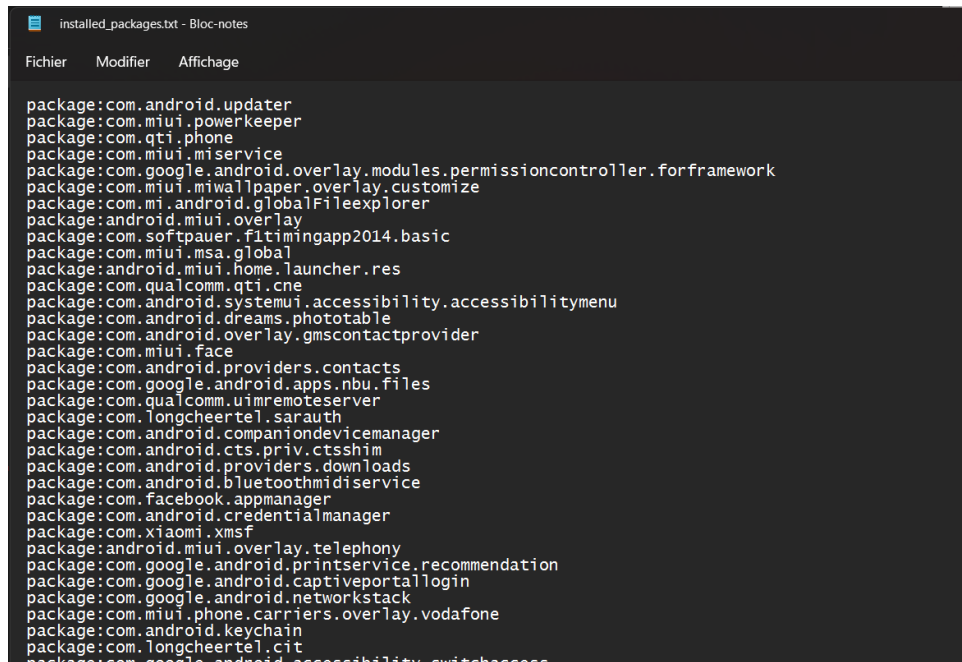 installed_packages.txt - Bloc-notes
Fichier Modifier Affichage
package:com.android.updater
package:com.miui.powerkeeper
package:com.qti.phone
package:com.miui.miservice
package:com.google.android.overlay.modules.permissioncontroller.forframework
package:com.miui.miwallpaper.overlay.customize
package:com.mi.android.globalFileexplorer
package:android.miui.overlay
package:com.softpauer.f1timingapp2014.basic
package:com.miui.msa.global
package:android.miui.home.launcher.res
package:com.qualcomm.qti.cne
package:com.android.systemui.accessibility.accessibilitymenu
package:com.android.dreams.phototable
package:com.android.overlay.gmscontactprovider
package:com.miui.face
package:com.android.providers.contacts
package:com.google.android.apps.nbu.files
package:com.qualcomm.uimremoteserver
package:com.longcheertel.sarauth
package:com.android.companiondevicemanager
package:com.android.cts.priv.ctsshim
package:com.android.providers.downloads
package:com.android.bluetoothmidiservice
package:com.facebook.appmanager
package:com.android.credentialmanager
package:com.xiaomi.xmsf
package:android.miui.overlay.telephony
package:com.google.android.printservice.recommendation
package:com.google.android.captiveportallogin
package:com.google.android.networkstack
package:com.miui.phone.carriers.overlay.vodafone
package:com.android.keychain
package:com.longcheertel.cit
package:com.google.android.accessibility.switchaccess